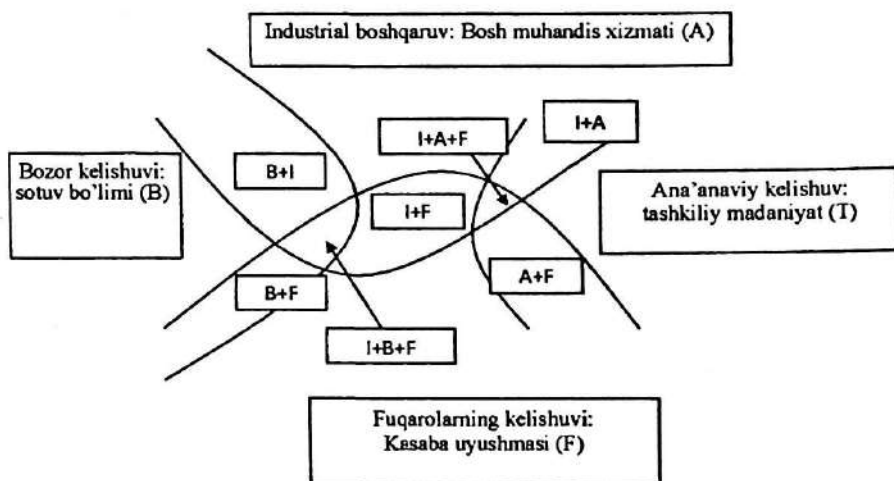 Industrial boshqaruv: Bosh muhandis xizmati (A)
I+A+F
I+A
Bozor kelishuvi:
sotuv bo'limi (B)
B+I
I+F
Ana'anaviy kelishuv:
tashkiliy madaniyat (T)
B+F
A+F
I+B+F
Fuqarolarning kelishuvi:
Kasaba uyushmasi (F)